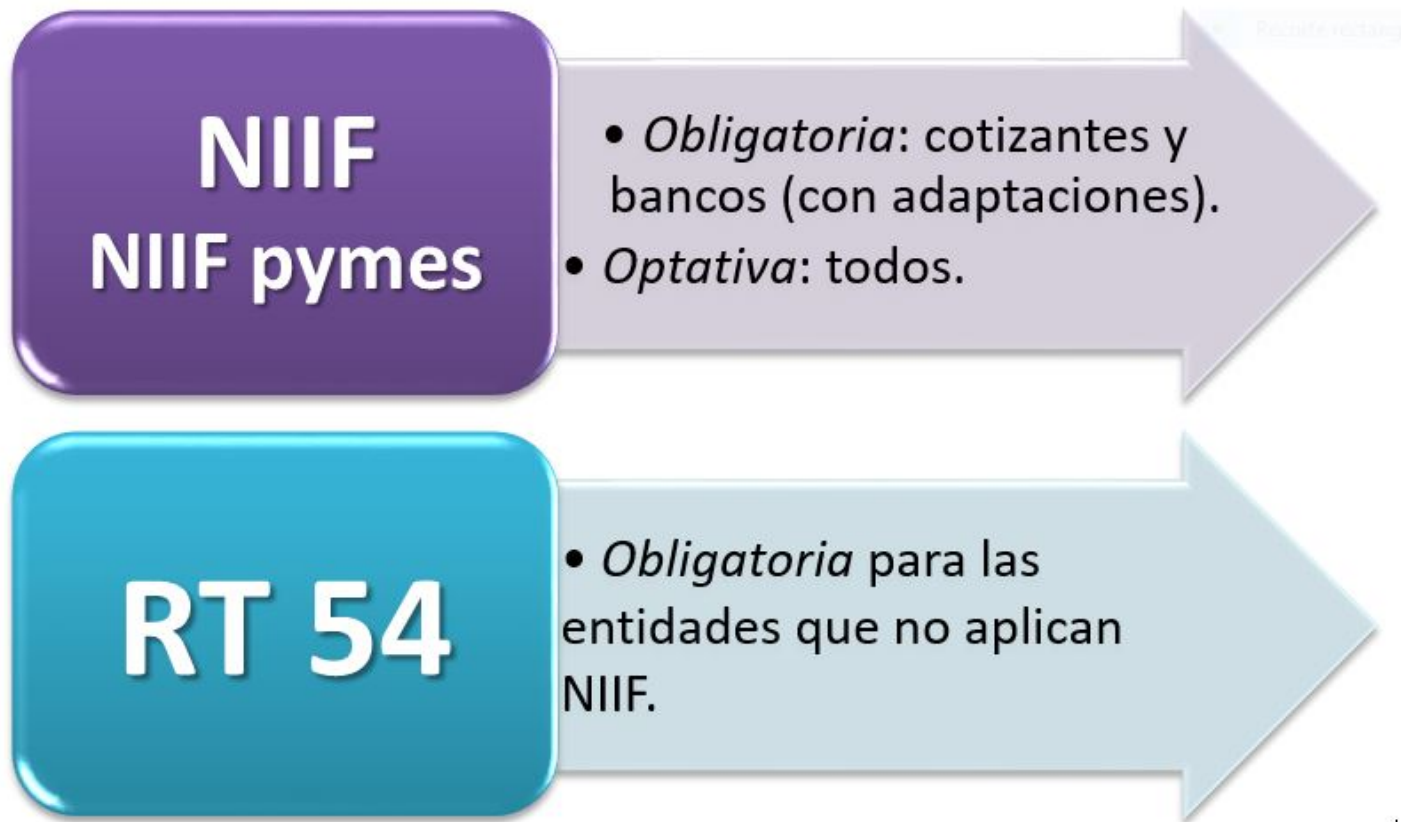 NIIF
NIIF pymes
• Obligatoria: cotizantes y
bancos (con adaptaciones).
• Optativa: todos.
RT 54
• Obligatoria para las
entidades que no aplican
NIIF.